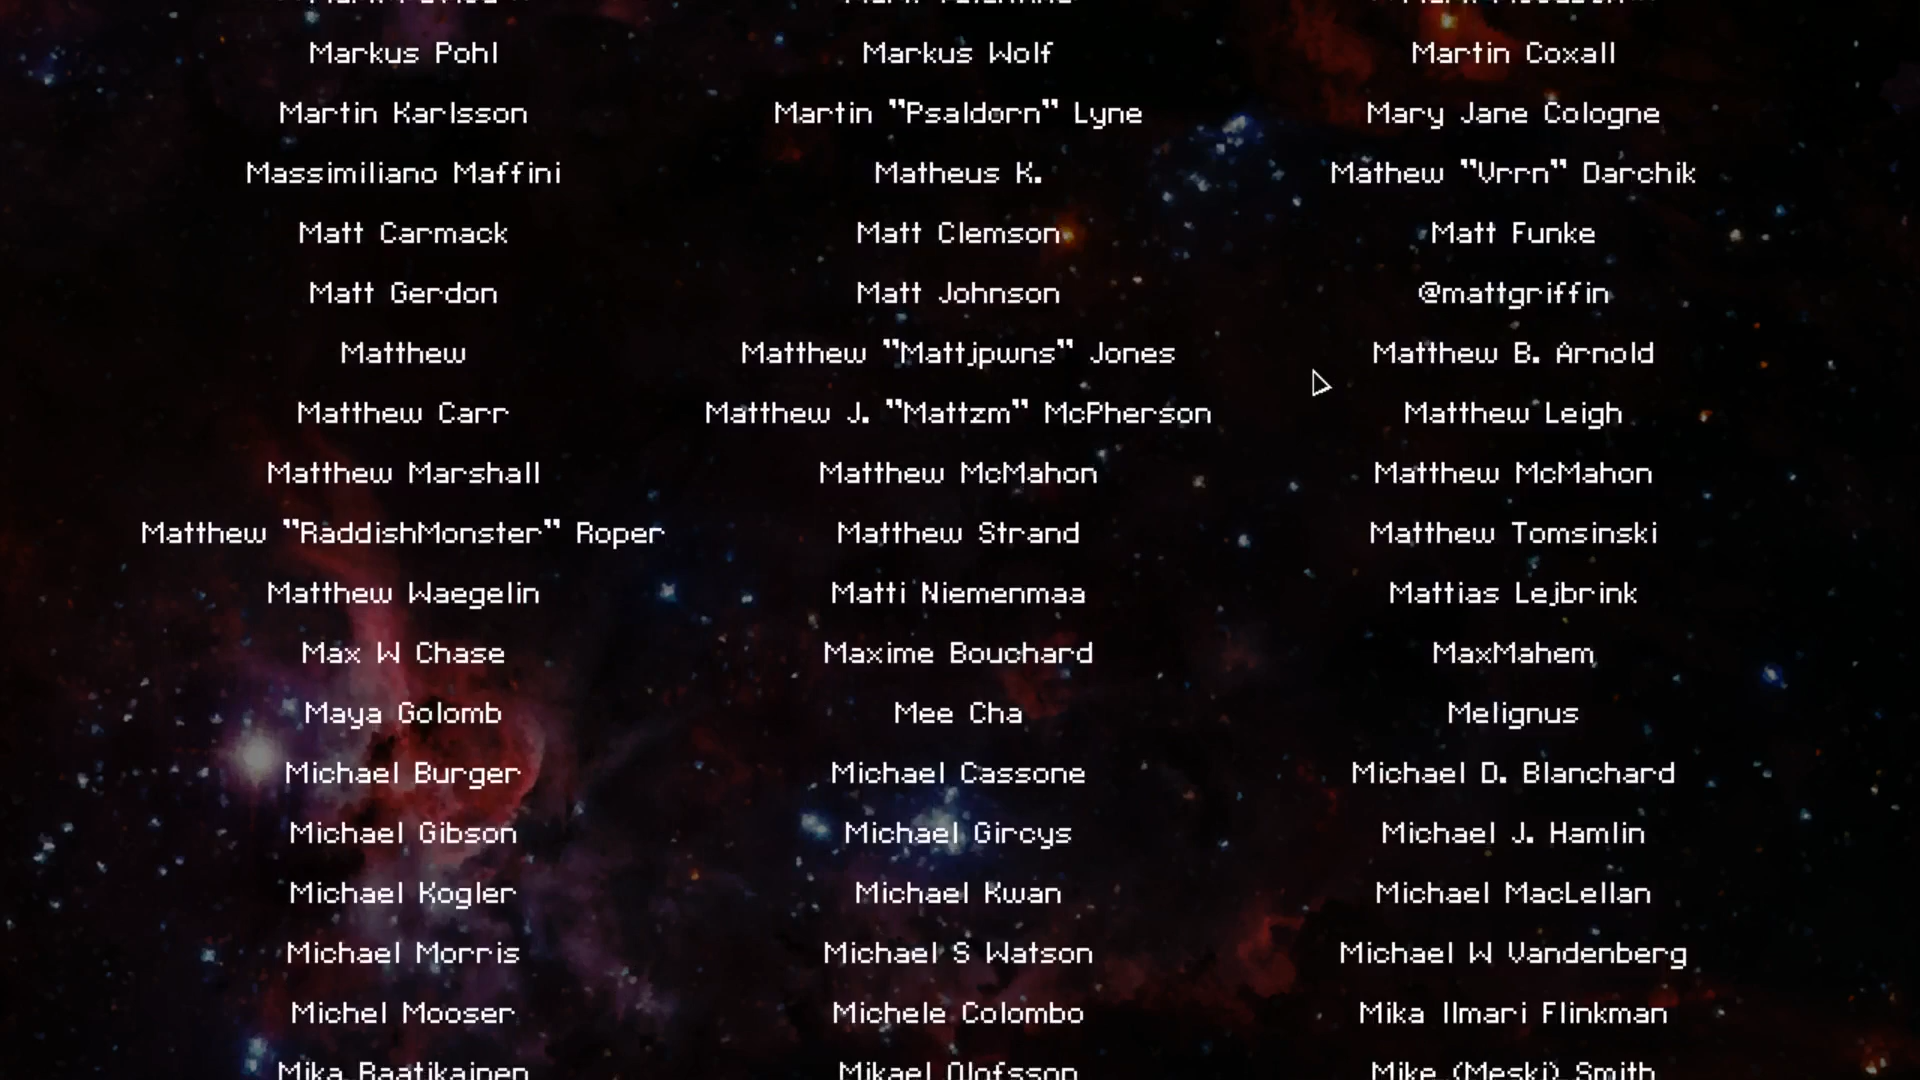 Markus Pohl Markus Wolf Martin Coxall
Martin Karlsson Martin "Psaldorn" Lyne Mary Jane Cologne
Massimiliano Maffini Matheus K. Mathew "Vrrn" Darchik
Matt Carmack Matt Clemson Matt Funke
Matt Gerdon Matt Johnson @mattgriffin
Matthew Matthew "Mattjpwns" Jones Matthew B. Arnold
Matthew Carr Matthew J. "Mattzm" McPherson Matthew Leigh
Matthew Marshall Matthew McMahon Matthew McMahon
Matthew "RaddishMonster" Roper Matthew Strand Matthew Tomsinski
Matthew Waegelin Matti Niemenmaa Mattias Lejbrink
Max W Chase Maxime Bouchard MaxMahem
Maya Golomb Mee Cha Melignus
Michael Burger Michael Cassone Michael D. Blanchard
Michael Gibson Michael Gircys Michael J. Hamlin
Michael Kogler Michael Kwan Michael MacLellan
Michael Morris Michael S Watson Michael W Vandenberg
Michel Mooser Michele Colombo Mika Ilmari Flinkman
Mika Raatikainen Mikael Olofsson Mike (Meski) Smith